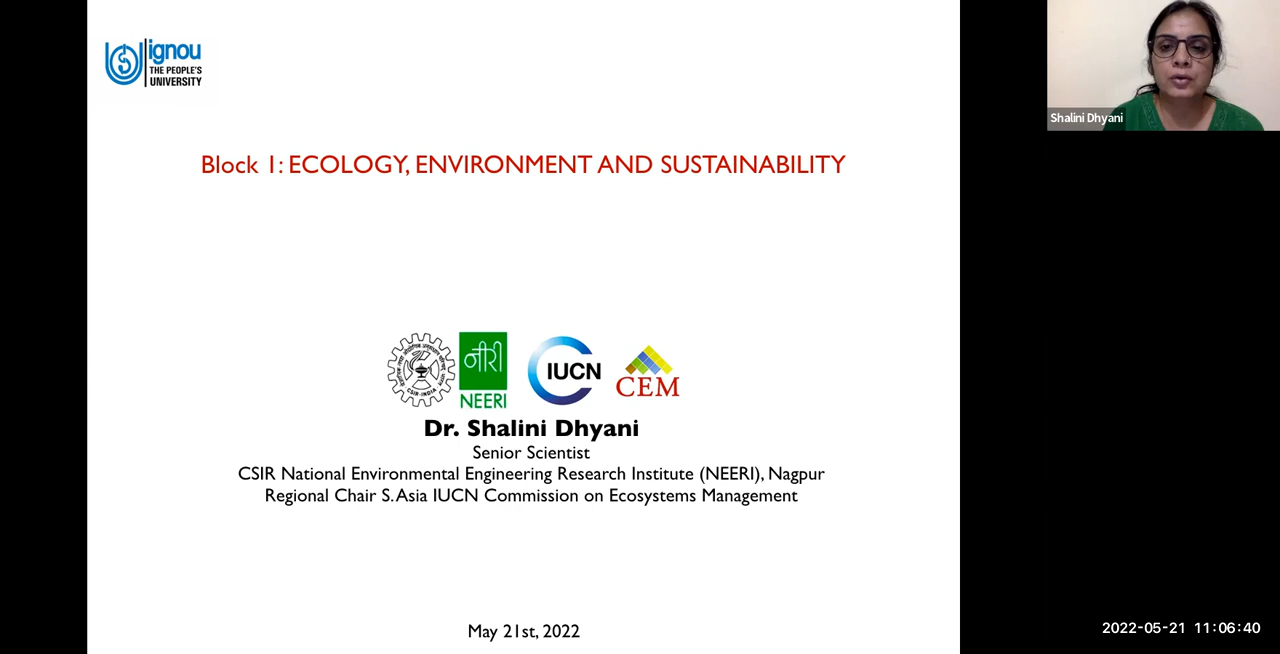 ignou
THE PEOPLE'S
UNIVERSITY
Shalini Dhyani
Block 1: ECOLOGY, ENVIRONMENT AND SUSTAINABILITY
CSIR-INDIA
नीरी
NEERI
IUCN
CEM
Dr. Shalini Dhyani
Senior Scientist
CSIR National Environmental Engineering Research Institute (NEERI), Nagpur
Regional Chair S. Asia IUCN Commission on Ecosystems Management
May 21st, 2022
2022-05-21 11:06:40